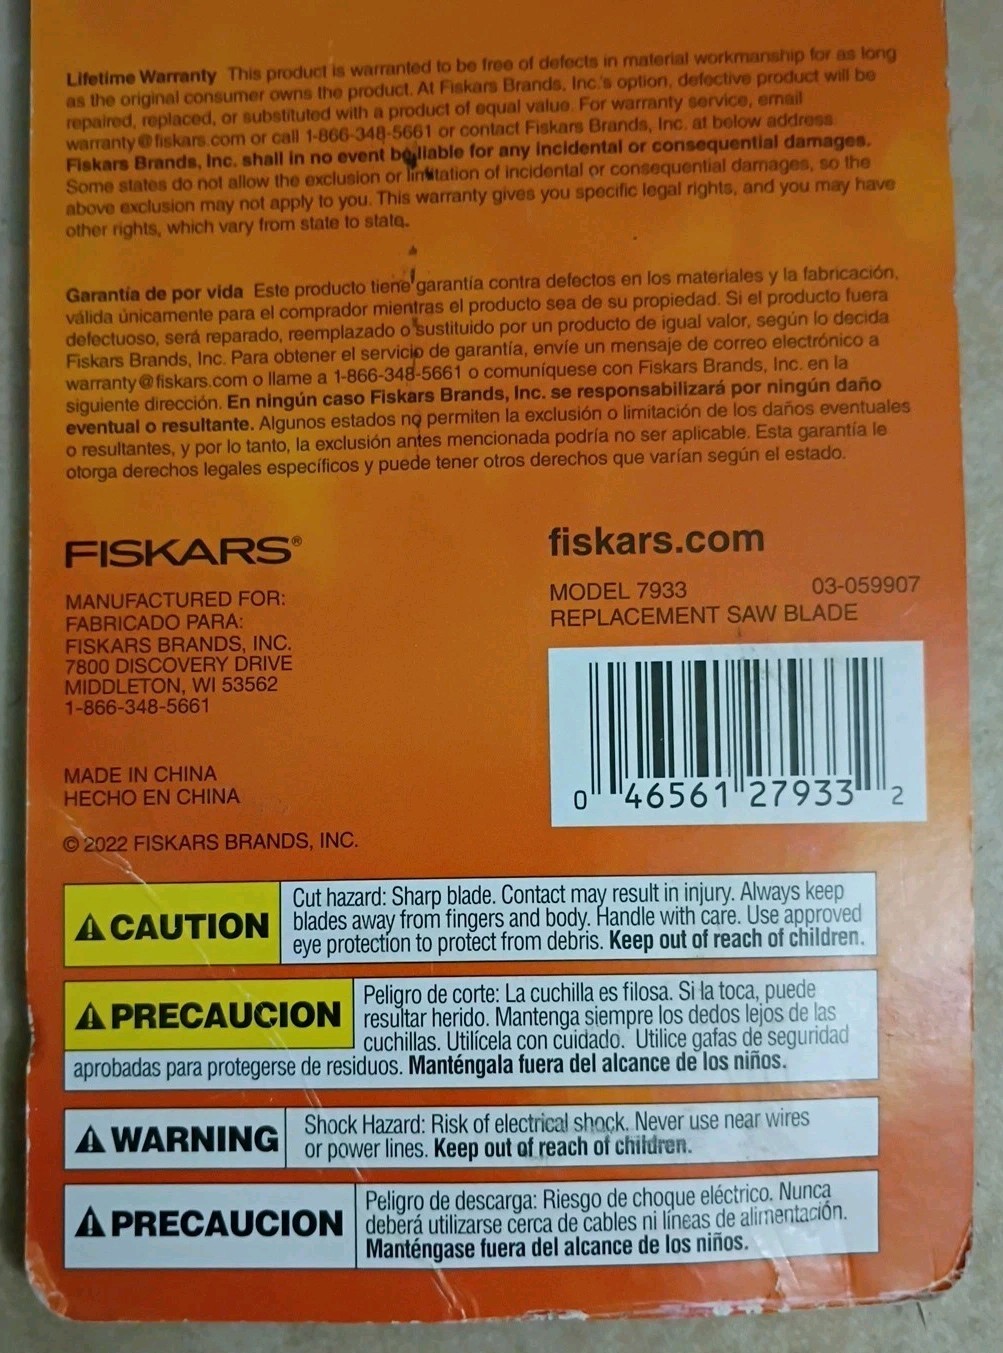 Lifetime Warranty This product is warranted to be free of defects in material workmanship for as long
as the original consumer owns the product. At Fiskars Brands, Inc.'s option, defective product will be
repaired, replaced, or substituted with a product of equal value. For warranty service, email
warranty@fiskars.com or call 1-866-348-5661 or contact Fiskars Brands, Inc. at below address.
Fiskars Brands, Inc. shall in no event be liable for any incidental or consequential damages.
Some states do not allow the exclusion or limitation of incidental or consequential damages, so the
above exclusion may not apply to you. This warranty gives you specific legal rights, and you may have
other rights, which vary from state to state.
Garantía de por vida Este producto tiene garantía contra defectos en los materiales y la fabricación,
válida únicamente para el comprador mientras el producto sea de su propiedad. Si el producto fuera
defectuoso, será reparado, reemplazado o sustituido por un producto de igual valor, según lo decida
Fiskars Brands, Inc. Para obtener el servicio de garantía, envíe un mensaje de correo electrónico a
warranty@fiskars.com o llame a 1-866-348-5661 o comuníquese con Fiskars Brands, Inc. en la
siguiente dirección. En ningún caso Fiskars Brands, Inc. se responsabilizará por ningún daño
eventual o resultante. Algunos estados no permiten la exclusión o limitación de los daños eventuales
o resultantes, y por lo tanto, la exclusión antes mencionada podría no ser aplicable. Esta garantía le
otorga derechos legales específicos y puede tener otros derechos que varían según el estado.
FISKARS®
MANUFACTURED FOR:
FABRICADO PARA:
FISKARS BRANDS, INC.
7800 DISCOVERY DRIVE
MIDDLETON, WI 53562
1-866-348-5661
MADE IN CHINA
HECHO EN CHINA
© 2022 FISKARS BRANDS, INC.
fiskars.com
MODEL 7933 03-059907
REPLACEMENT SAW BLADE
0 46561 27933 2
CAUTION
Cut hazard: Sharp blade. Contact may result in injury. Always keep
blades away from fingers and body. Handle with care. Use approved
eye protection to protect from debris. Keep out of reach of children.
PRECAUCION
Peligro de corte: La cuchilla es filosa. Si la toca, puede
resultar herido. Mantenga siempre los dedos lejos de las
cuchillas. Utilícela con cuidado. Utilice gafas de seguridad
aprobadas para protegerse de residuos. Manténgala fuera del alcance de los niños.
WARNING
Shock Hazard: Risk of electrical shock. Never use near wires
or power lines. Keep out of reach of children.
PRECAUCION
Peligro de descarga: Riesgo de choque eléctrico. Nunca
deberá utilizarse cerca de cables ni líneas de alimentación.
Manténgase fuera del alcance de los niños.